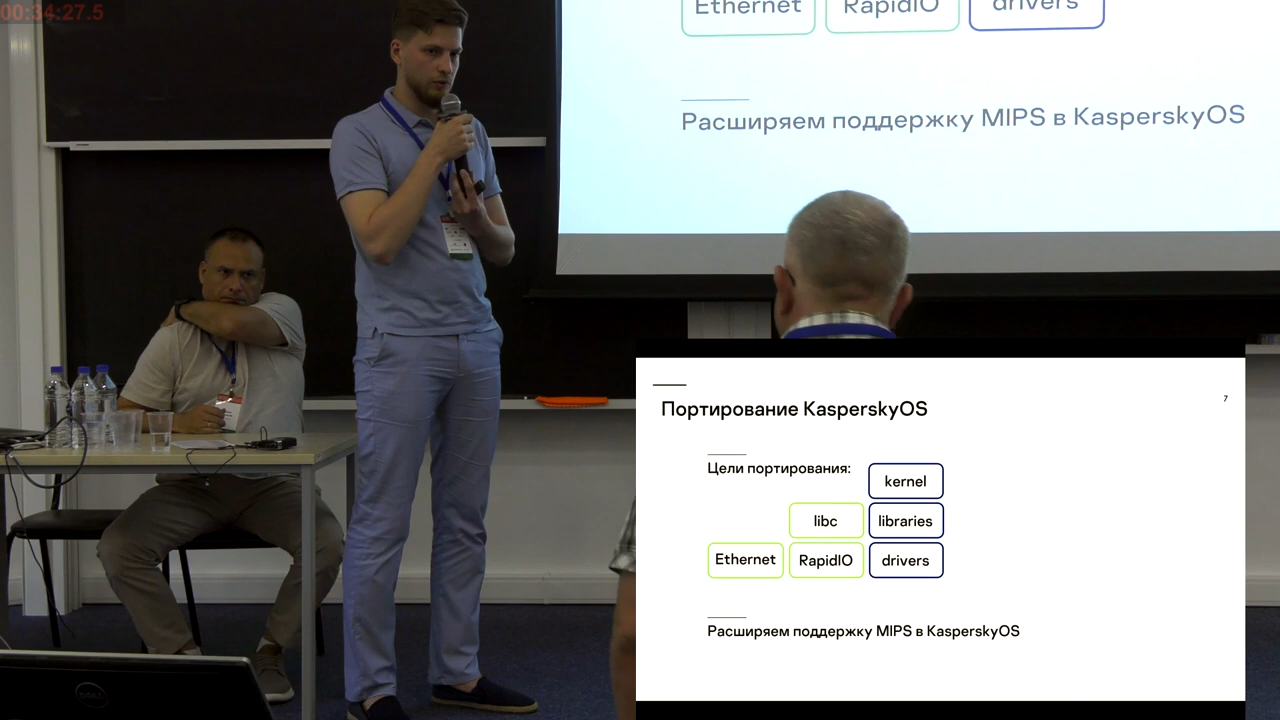 00:34:27.5
Ethernet
RapidIO
drivers
Расширяем поддержку MIPS в KasperskyOS
7
Портирование KasperskyOS
Цели портирования:
kernel
libc
libraries
Ethernet
RapidIO
drivers
Расширяем поддержку MIPS в KasperskyOS
DELL